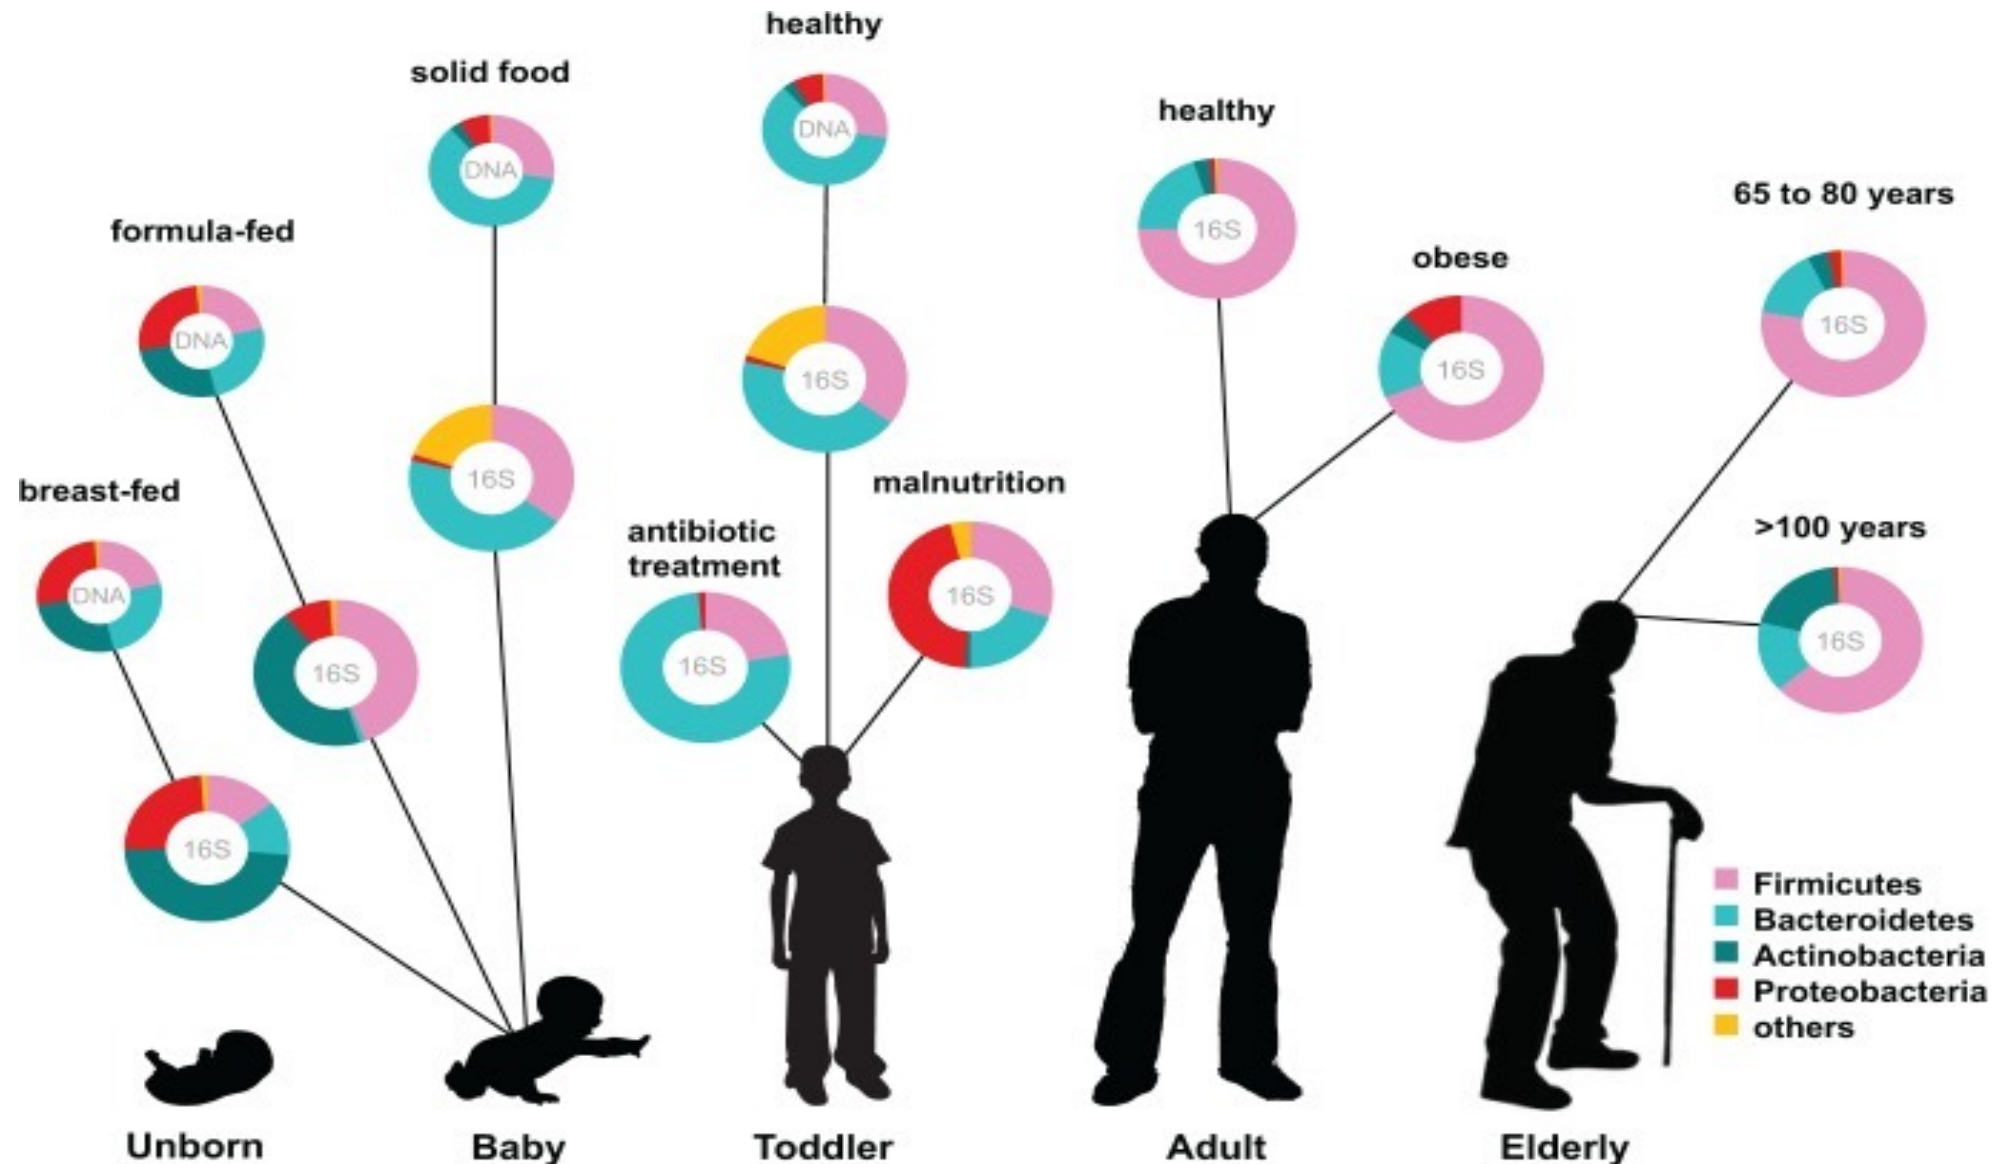 healthy
solid food
DNA
healthy
DNA
65 to 80 years
formula-fed
16S
obese
DNA
16S
16S
16S
breast-fed
16S
malnutrition
antibiotic
treatment
>100 years
DNA
16S
16S
16S
16S
16S
Firmicutes
Bacteroidetes
Actinobacteria
Proteobacteria
others
Unborn
Baby
Toddler
Adult
Elderly